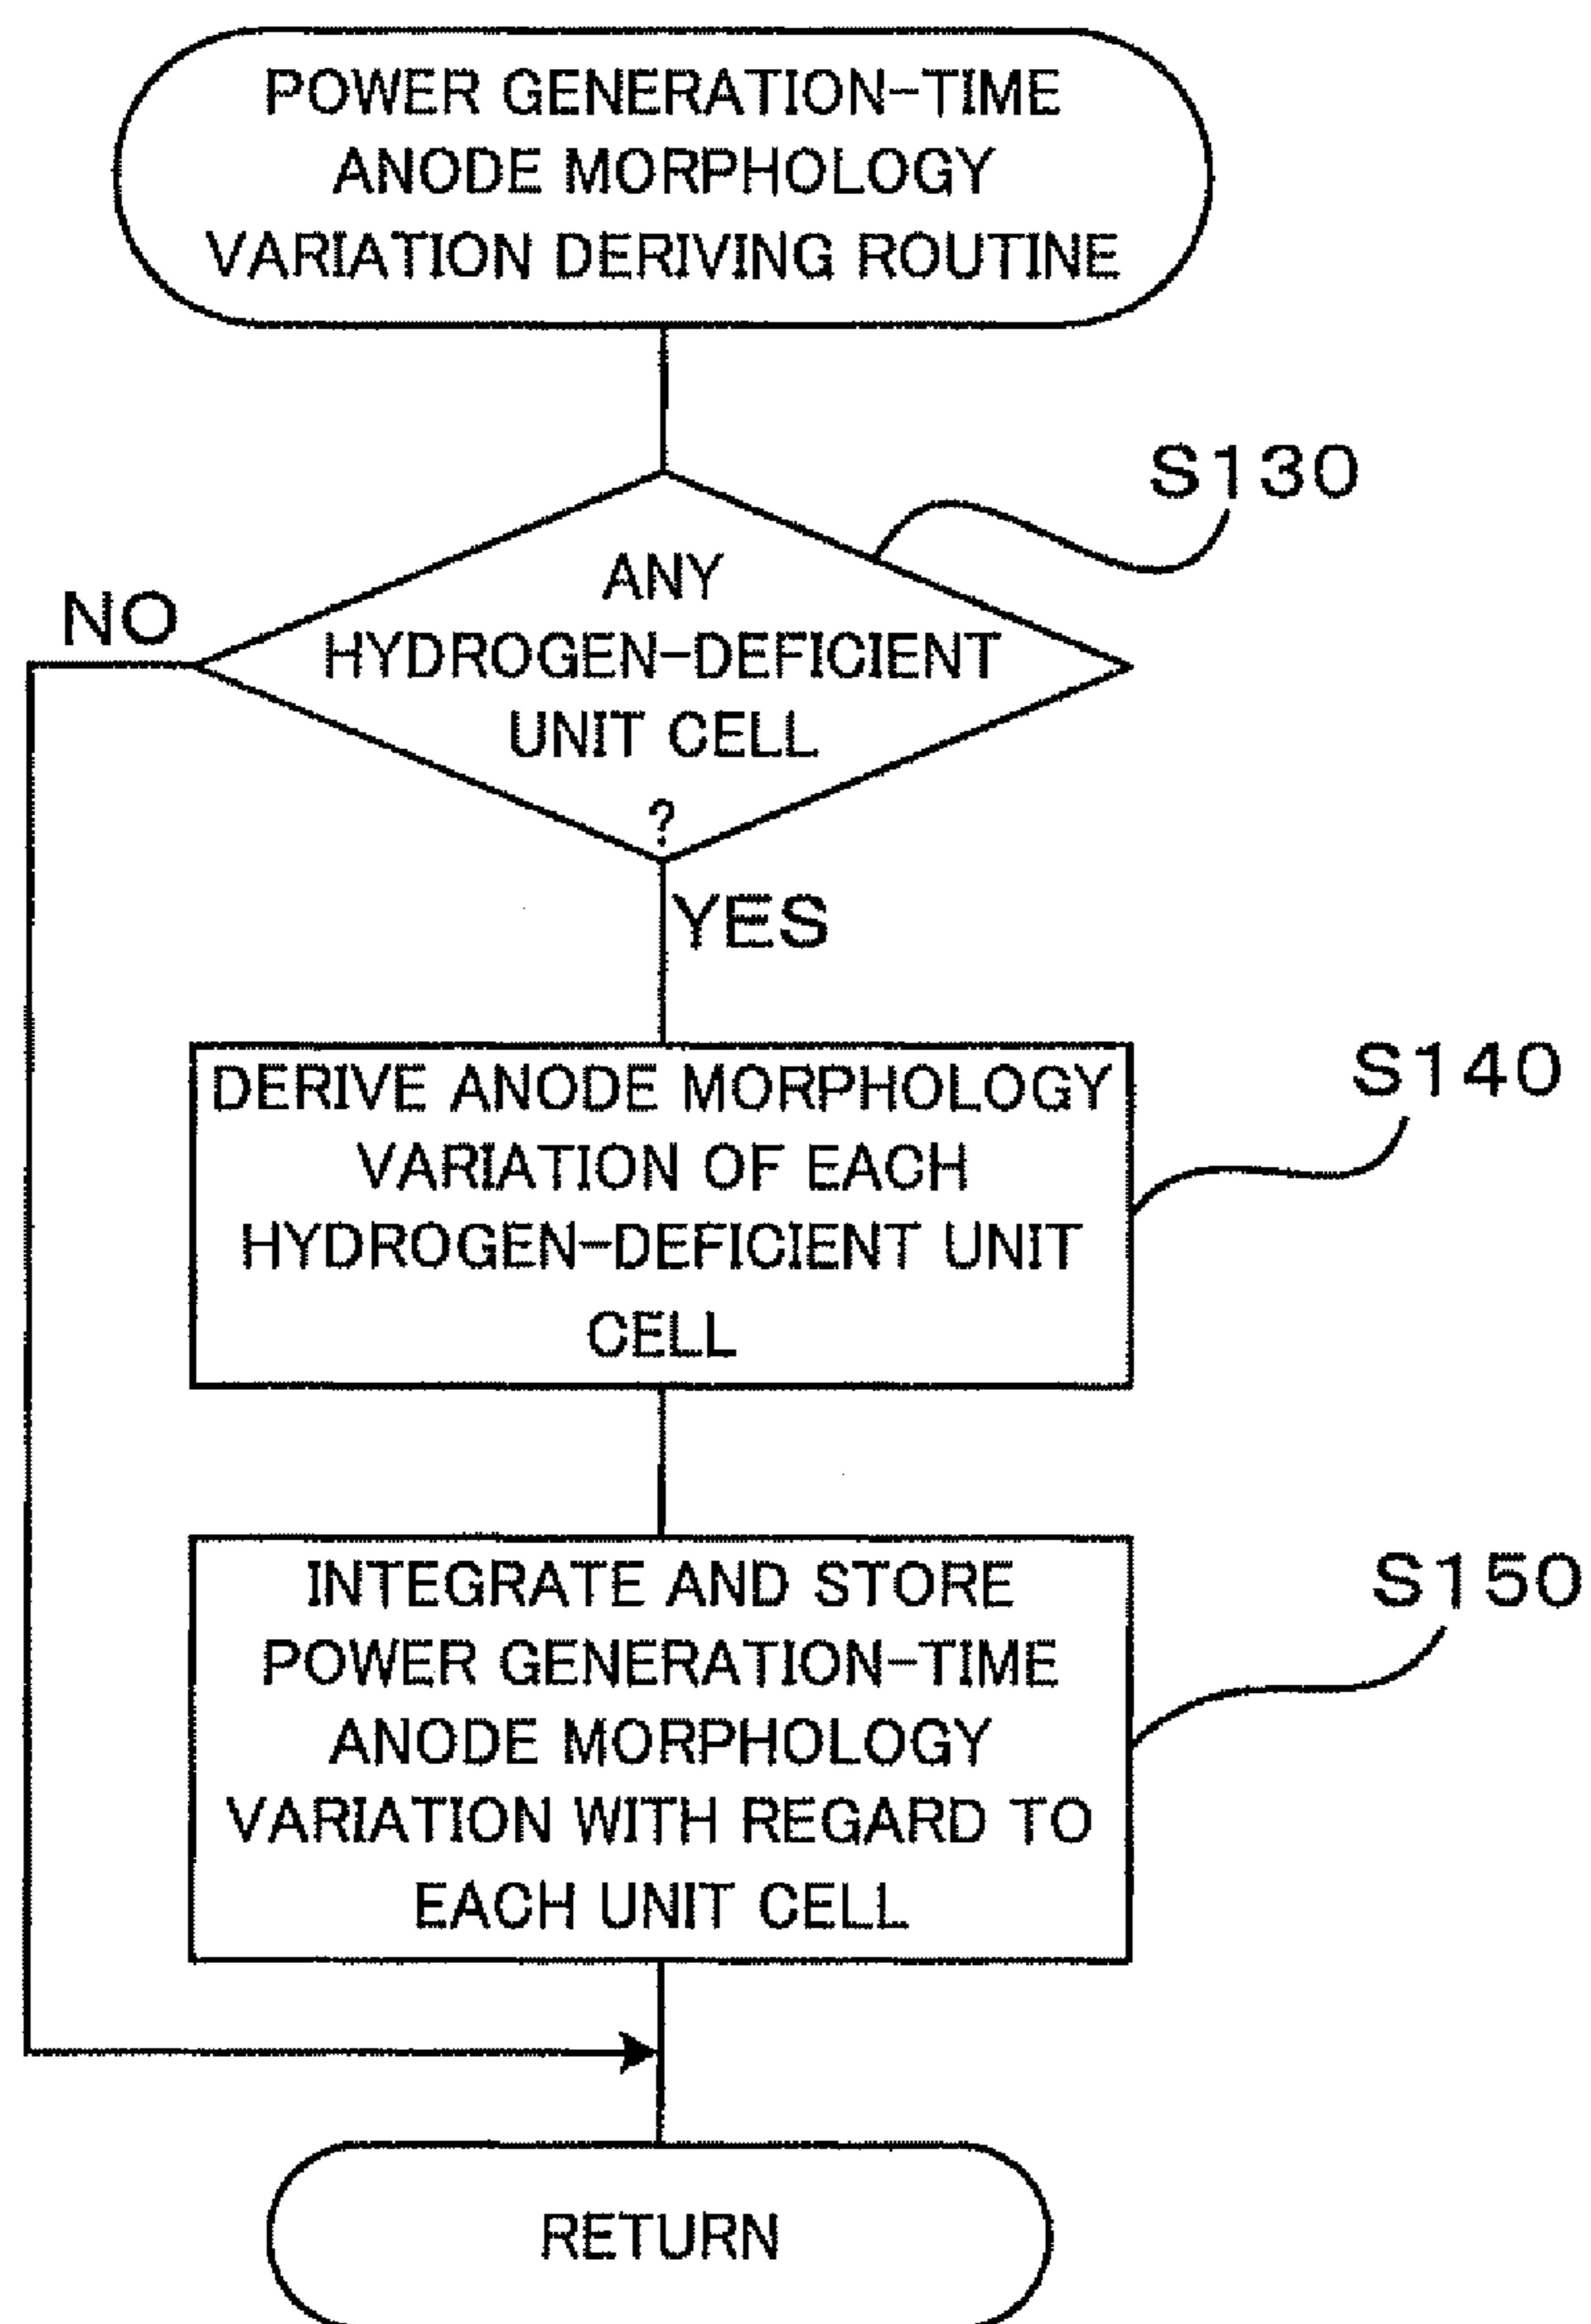 POWER GENERATION-TIME
ANODE MORPHOLOGY
VARIATION DERIVING ROUTINE
S130
ANY
HYDROGEN-DEFICIENT
UNIT CELL
?
NO
YES
DERIVE ANODE MORPHOLOGY
VARIATION OF EACH
HYDROGEN-DEFICIENT UNIT
CELL
S140
INTEGRATE AND STORE
POWER GENERATION-TIME
ANODE MORPHOLOGY
VARIATION WITH REGARD TO
EACH UNIT CELL
S150
RETURN